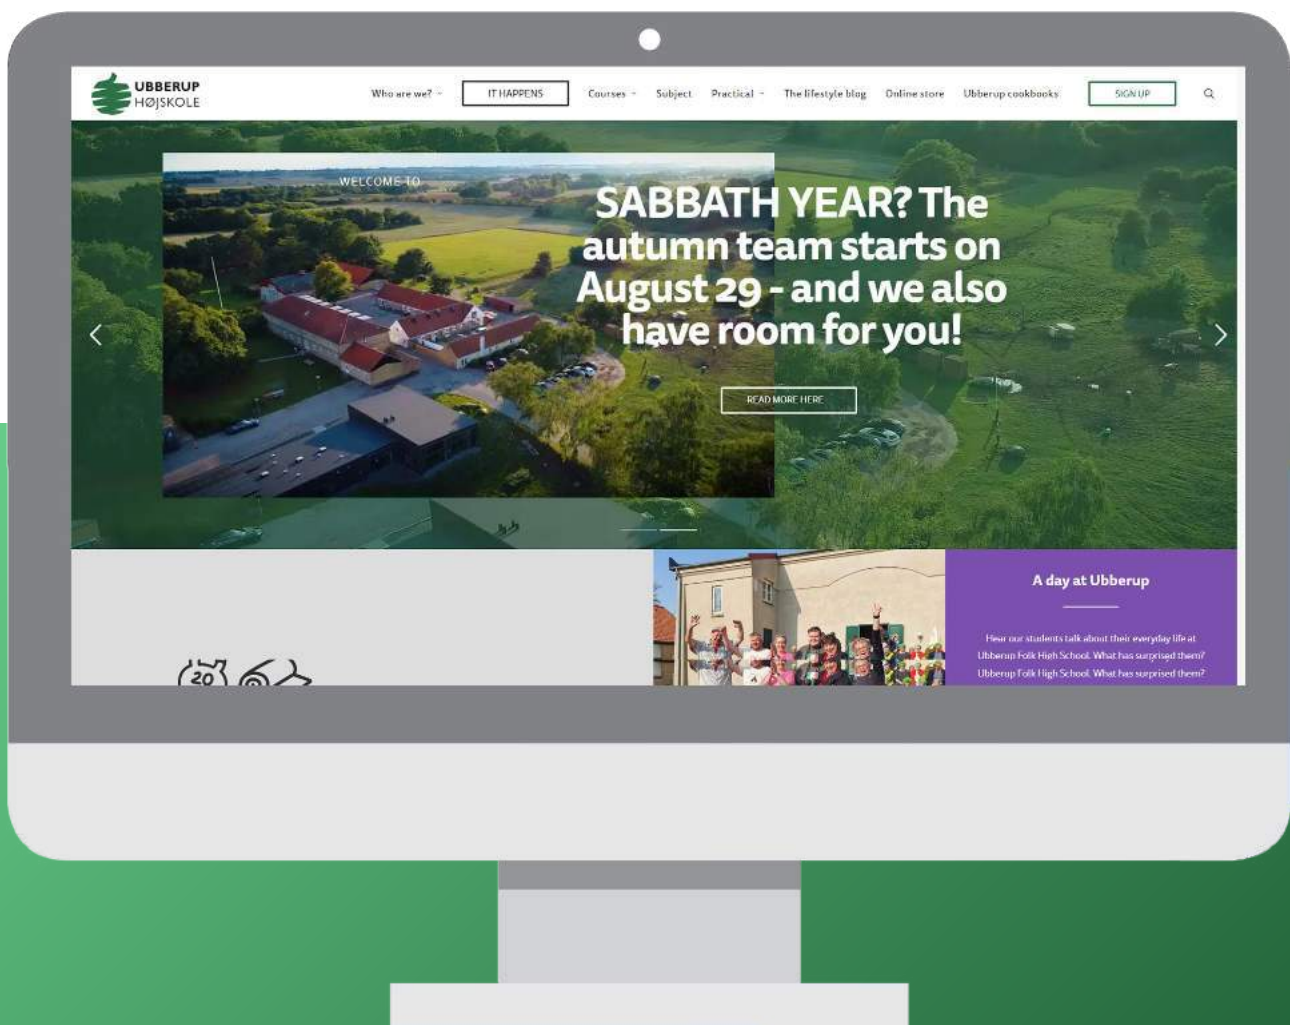 UBBERUP
HØJSKOLE
Who are we?
IT HAPPENS
Courses
Subject
Practical
The lifestyle blog
Online store
Ubberup cookbooks
SIGN UP
WELCOME TO
SABBATH YEAR? The
autumn team starts on
August 29 - and we also
have room for you!
READ MORE HERE
20
A day at Ubberup
Hear our students talk about their everyday life at
Ubberup Folk High School. What has surprised them?
Ubberup Folk High School. What has surprised them?